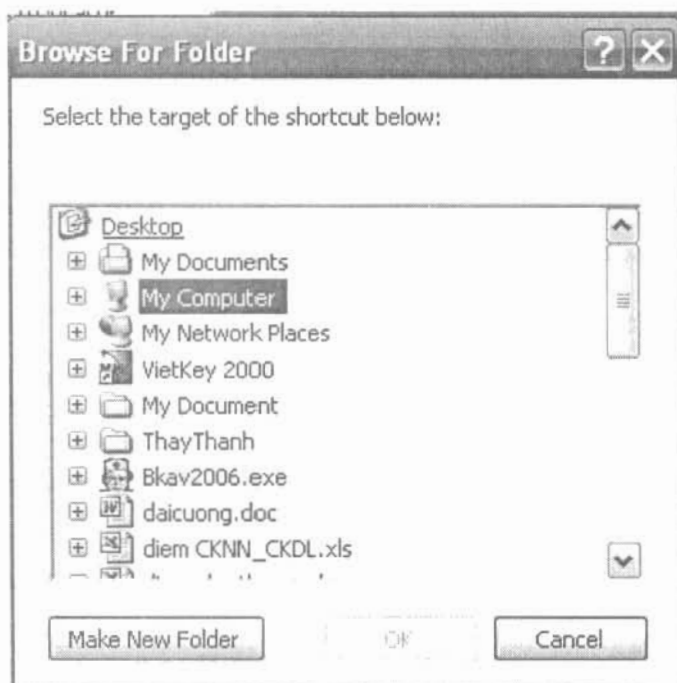 Browse For Folder
Select the target of the shortcut below:
Desktop
My Documents
My Computer
My Network Places
VietKey 2000
My Document
ThayThanh
Bkav2006.exe
daicuong.doc
diem CKNN_CKDL.xls
Make New Folder
OK
Cancel